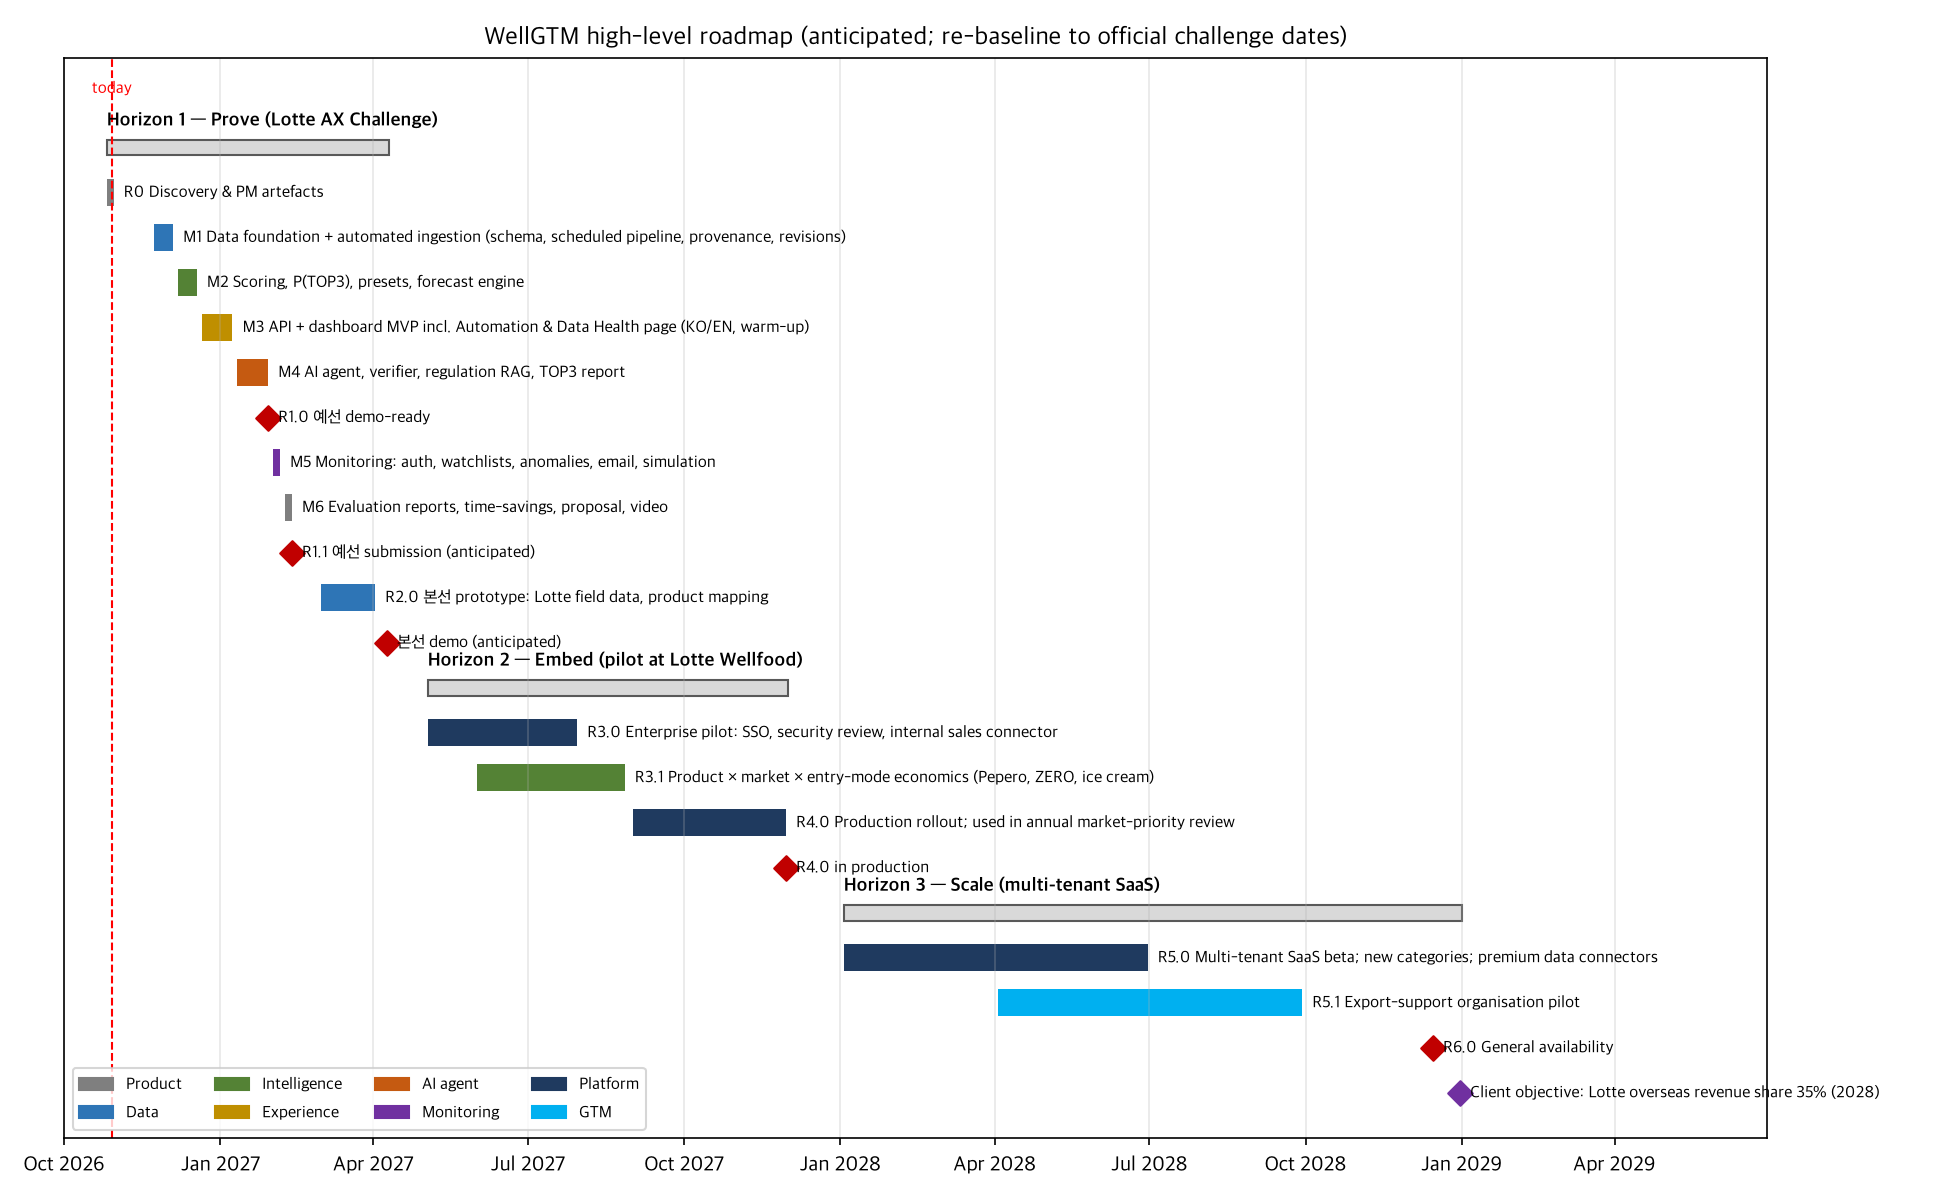 WellGTM high-level roadmap (anticipated; re-baseline to official challenge dates)
today
Horizon 1 — Prove (Lotte AX Challenge)
R0 Discovery & PM artefacts
M1 Data foundation + automated ingestion (schema, scheduled pipeline, provenance, revisions)
M2 Scoring, P(TOP3), presets, forecast engine
M3 API + dashboard MVP incl. Automation & Data Health page (KO/EN, warm-up)
M4 AI agent, verifier, regulation RAG, TOP3 report
R1.0 예선 demo-ready
M5 Monitoring: auth, watchlists, anomalies, email, simulation
M6 Evaluation reports, time-savings, proposal, video
R1.1 예선 submission (anticipated)
R2.0 본선 prototype: Lotte field data, product mapping
본선 demo (anticipated)
Horizon 2 — Embed (pilot at Lotte Wellfood)
R3.0 Enterprise pilot: SSO, security review, internal sales connector
R3.1 Product × market × entry-mode economics (Pepero, ZERO, ice cream)
R4.0 Production rollout; used in annual market-priority review
R4.0 in production
Horizon 3 — Scale (multi-tenant SaaS)
R5.0 Multi-tenant SaaS beta; new categories; premium data connectors
R5.1 Export-support organisation pilot
R6.0 General availability
Client objective: Lotte overseas revenue share 35% (2028)
Product Intelligence AI agent Platform
Data Experience Monitoring GTM
Oct 2026 Jan 2027 Apr 2027 Jul 2027 Oct 2027 Jan 2028 Apr 2028 Jul 2028 Oct 2028 Jan 2029 Apr 2029